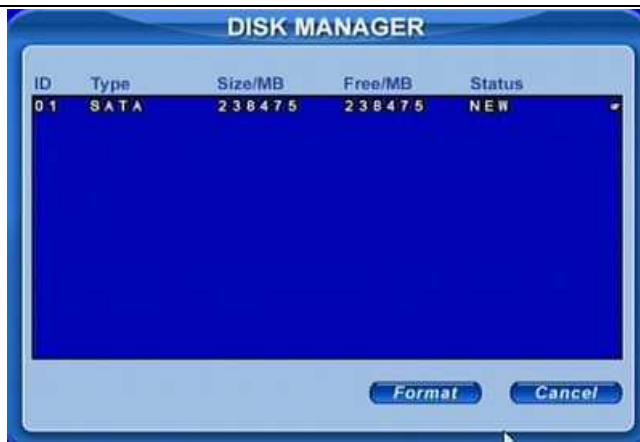 DISK MANAGER
ID Type Size/MB Free/MB Status
01 SATA 238475 238475 NEW
Format Cancel